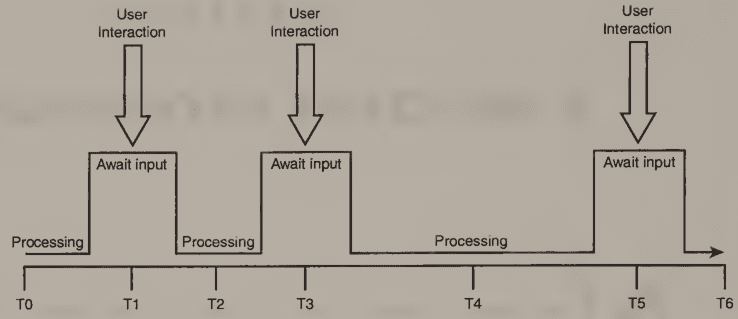 User
Interaction
User
Interaction
User
Interaction
Await input
Await input
Await input
Processing
Processing
Processing
T0
T1
T2
T3
T4
T5
T6